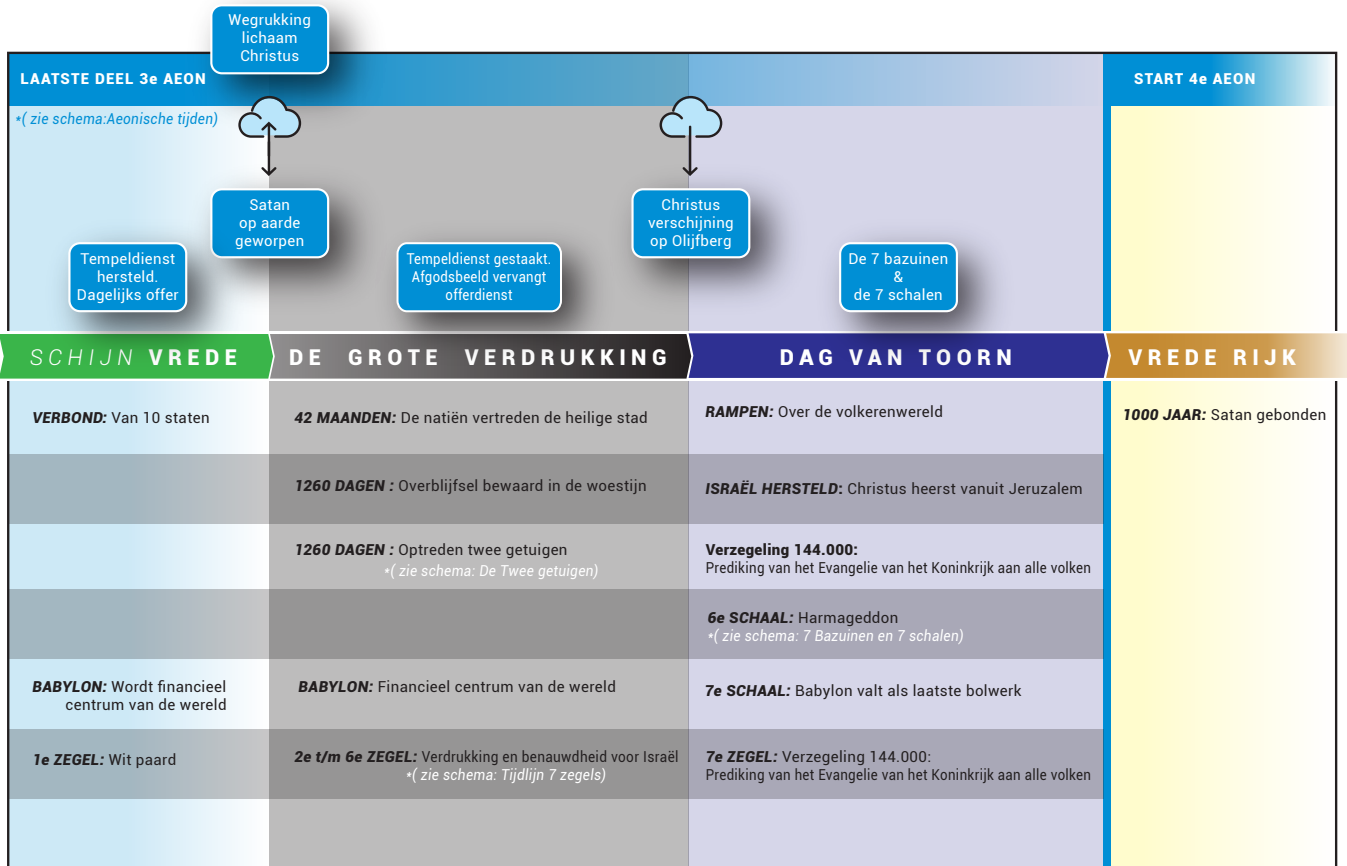 Wegrukking
lichaam
Christus
LAATSTE DEEL 3e AEON
START 4e AEON
*( zie schema:Aeonische tijden)
Satan
op aarde
geworpen
Christus
verschijning
op Olijfberg
Tempeldienst
hersteld.
Dagelijks offer
Tempeldienst gestaakt.
Afgodsbeeld vervangt
offerdienst
De 7 bazuinen
&
de 7 schalen
SCHIJN VREDE
DE GROTE VERDRUKKING
DAG VAN TOORN
VREDE RIJK
VERBOND: Van 10 staten
42 MAANDEN: De natiën vertreden de heilige stad
RAMPEN: Over de volkerenwereld
1000 JAAR: Satan gebonden
1260 DAGEN : Overblijfsel bewaard in de woestijn
ISRAËL HERSTELD: Christus heerst vanuit Jeruzalem
1260 DAGEN : Optreden twee getuigen
*( zie schema: De Twee getuigen)
Verzegeling 144.000:
Prediking van het Evangelie van het Koninkrijk aan alle volken
6e SCHAAL: Harmageddon
*( zie schema: 7 Bazuinen en 7 schalen)
BABYLON: Wordt financieel
centrum van de wereld
BABYLON: Financieel centrum van de wereld
7e SCHAAL: Babylon valt als laatste bolwerk
1e ZEGEL: Wit paard
2e t/m 6e ZEGEL: Verdrukking en benauwdheid voor Israël
*( zie schema: Tijdlijn 7 zegels)
7e ZEGEL: Verzegeling 144.000:
Prediking van het Evangelie van het Koninkrijk aan alle volken